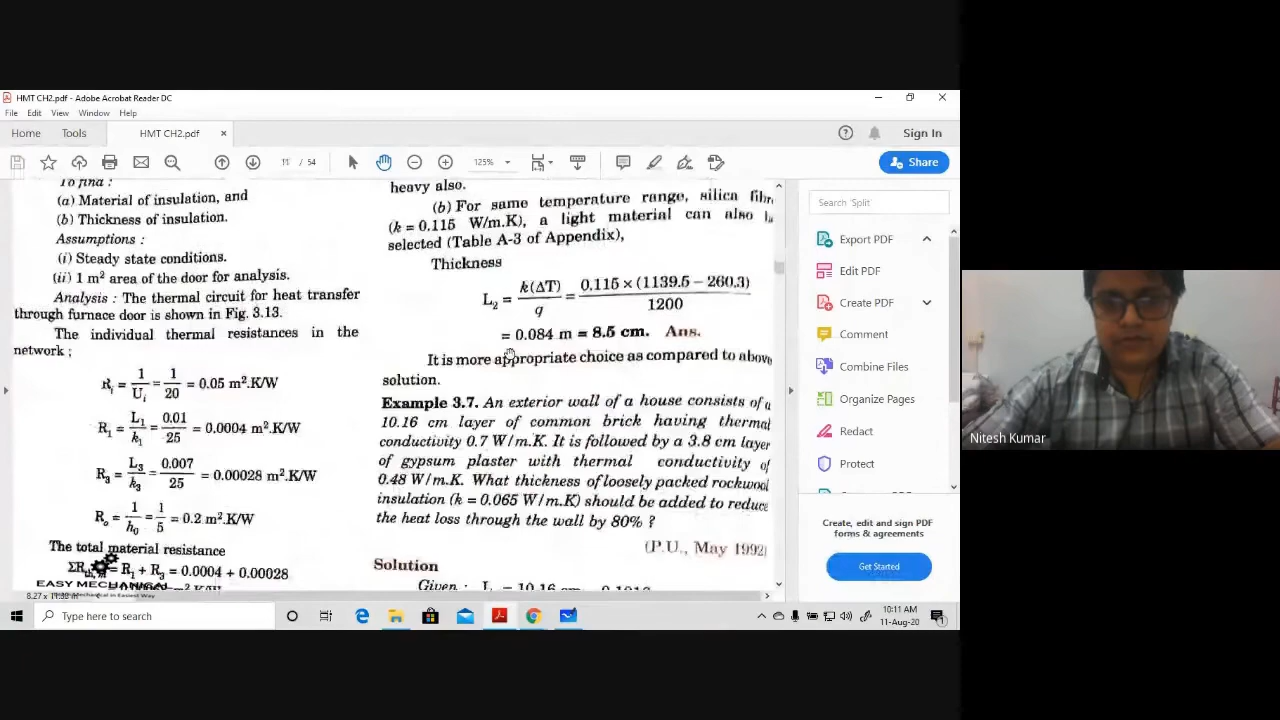 HMT CH2.pdf - Adobe Acrobat Reader DC
File Edit View Window Help
Home Tools HMT CH2.pdf × Sign In
11 / 54 125% Share
To find :
(a) Material of insulation, and
(b) Thickness of insulation.
Assumptions :
(i) Steady state conditions.
(ii) 1 m² area of the door for analysis.
Analysis : The thermal circuit for heat transfer
through furnace door is shown in Fig. 3.13.
The individual thermal resistances in the
network ;
Rᵢ = 1/Uᵢ = 1/20 = 0.05 m².K/W
R₁ = L₁/k₁ = 0.01/25 = 0.0004 m².K/W
R₃ = L₃/k₃ = 0.007/25 = 0.00028 m².K/W
Rₒ = 1/h₀ = 1/5 = 0.2 m².K/W
The total material resistance
= R₁ + R₃ = 0.0004 + 0.00028
EASY MECHANICAL
Mechanical in Easiest Way
heavy also.
(b) For same temperature range, silica fibre
(k = 0.115 W/m.K), a light material can also
selected (Table A-3 of Appendix),
Thickness
L₂ = k(ΔT)/q = 0.115 × (1139.5 − 260.3)/1200
= 0.084 m = 8.5 cm. Ans.
It is more appropriate choice as compared to above
solution.
Example 3.7. An exterior wall of a house consists of a
10.16 cm layer of common brick having thermal
conductivity 0.7 W/m.K. It is followed by a 3.8 cm layer
of gypsum plaster with thermal conductivity of
0.48 W/m.K. What thickness of loosely packed rockwool
insulation (k = 0.065 W/m.K) should be added to reduce
the heat loss through the wall by 80% ?
(P.U., May 1992)
Solution
Given : L = 10.16 cm
Search 'Split'
Export PDF
Edit PDF
Create PDF
Comment
Combine Files
Organize Pages
Redact
Protect
Create, edit and sign PDF
forms & agreements
Get Started
Type here to search
10:11 AM
11-Aug-20
Nitesh Kumar